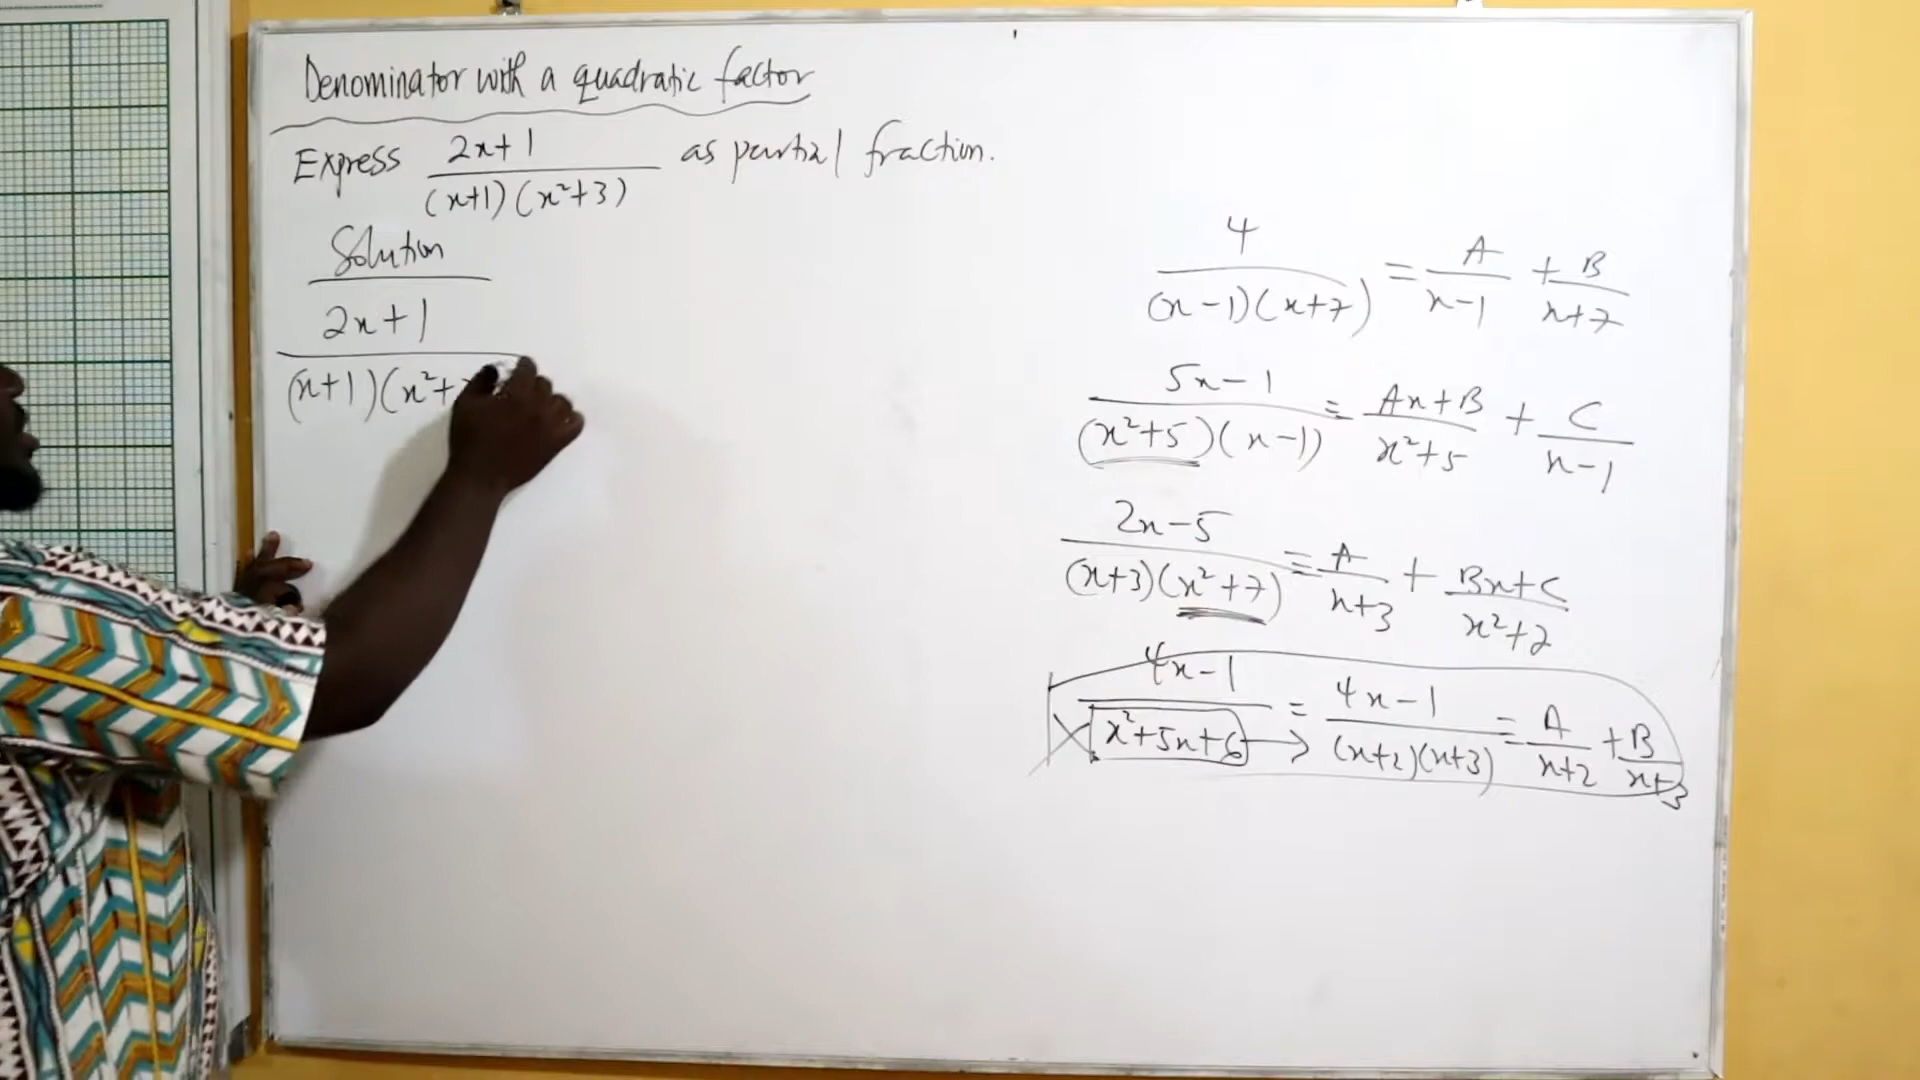 Denominator with a quadratic factor
Express (2x+1)/((x+1)(x²+3)) as partial fraction.
Solution
2x+1
(x+1)(x²+
4/((x-1)(x+7)) = A/(x-1) + B/(x+7)
(5x-1)/((x²+5)(x-1)) = (Ax+B)/(x²+5) + C/(x-1)
(2x-5)/((x+3)(x²+7)) = A/(x+3) + (Bx+C)/(x²+2)
(4x-1)/(x²+5x+6) → = (4x-1)/((x+2)(x+3)) = A/(x+2) + B/(x+3)